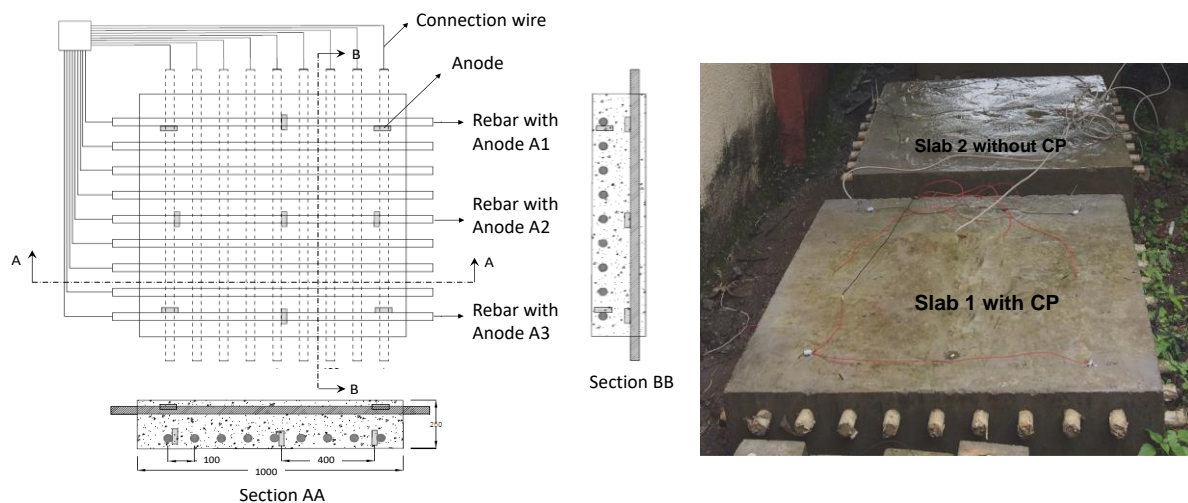 Connection wire
B
Anode
Rebar with
Anode A1
Rebar with
Anode A2
A
A
Rebar with
Anode A3
B
Section BB
100
400
1000
Section AA
Slab 2 without CP
Slab 1 with CP